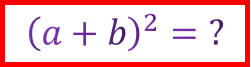 (a + b)² = ?